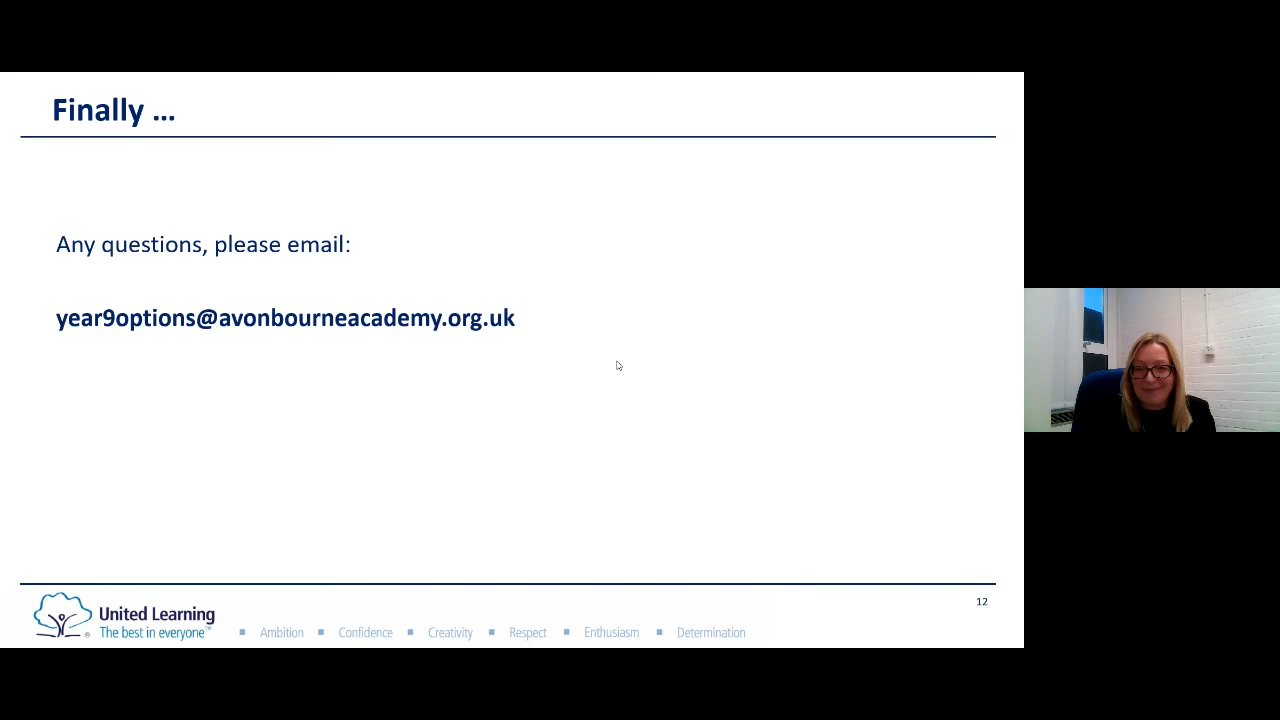 Finally ...
Any questions, please email:
year9options@avonbourneacademy.org.uk
12
United Learning
The best in everyone™
®
▪ Ambition ▪ Confidence ▪ Creativity ▪ Respect ▪ Enthusiasm ▪ Determination